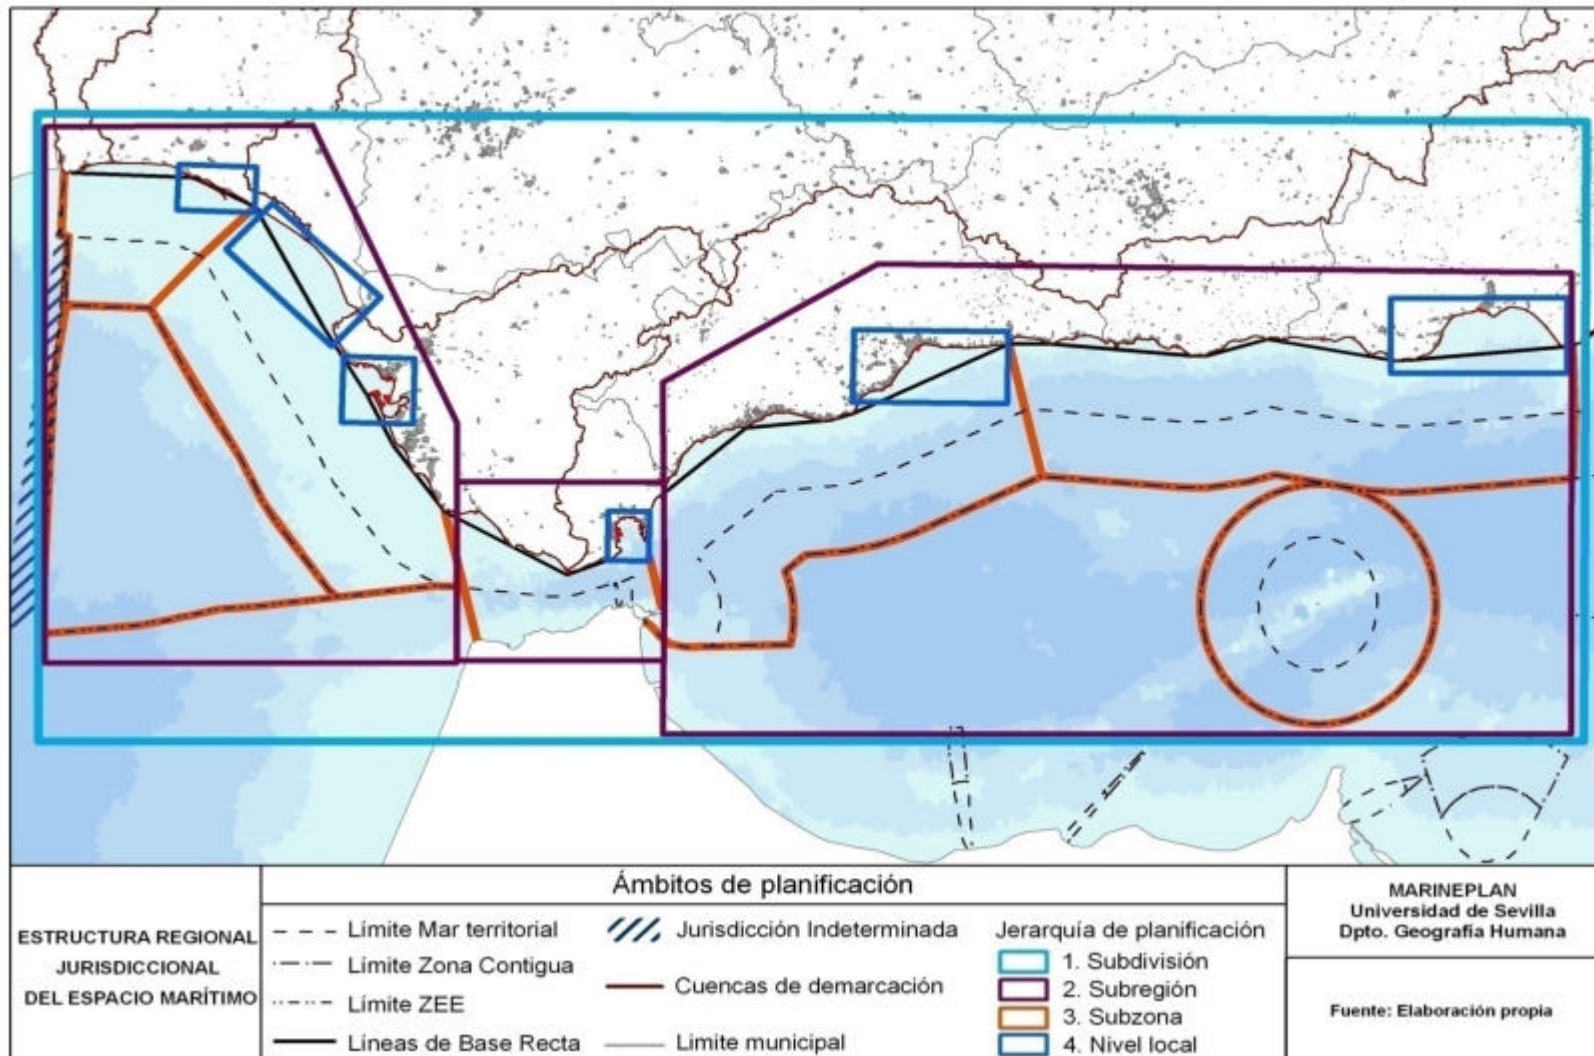 ESTRUCTURA REGIONAL
JURISDICCIONAL
DEL ESPACIO MARÍTIMO
Ámbitos de planificación
Límite Mar territorial
Límite Zona Contigua
Límite ZEE
Líneas de Base Recta
Jurisdicción Indeterminada
Cuencas de demarcación
Limite municipal
Jerarquía de planificación
1. Subdivisión
2. Subregión
3. Subzona
4. Nivel local
MARINEPLAN
Universidad de Sevilla
Dpto. Geografía Humana
Fuente: Elaboración propia